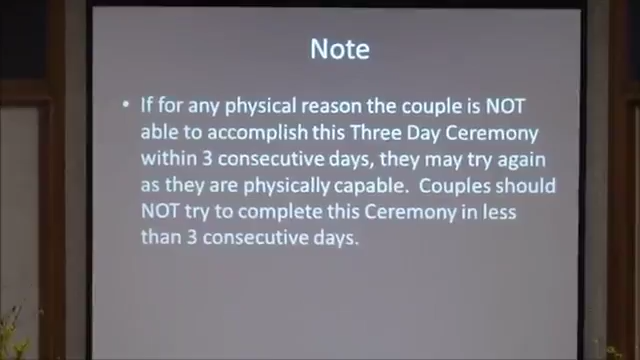 Note
• If for any physical reason the couple is NOT
able to accomplish this Three Day Ceremony
within 3 consecutive days, they may try again
as they are physically capable.  Couples should
NOT try to complete this Ceremony in less
than 3 consecutive days.